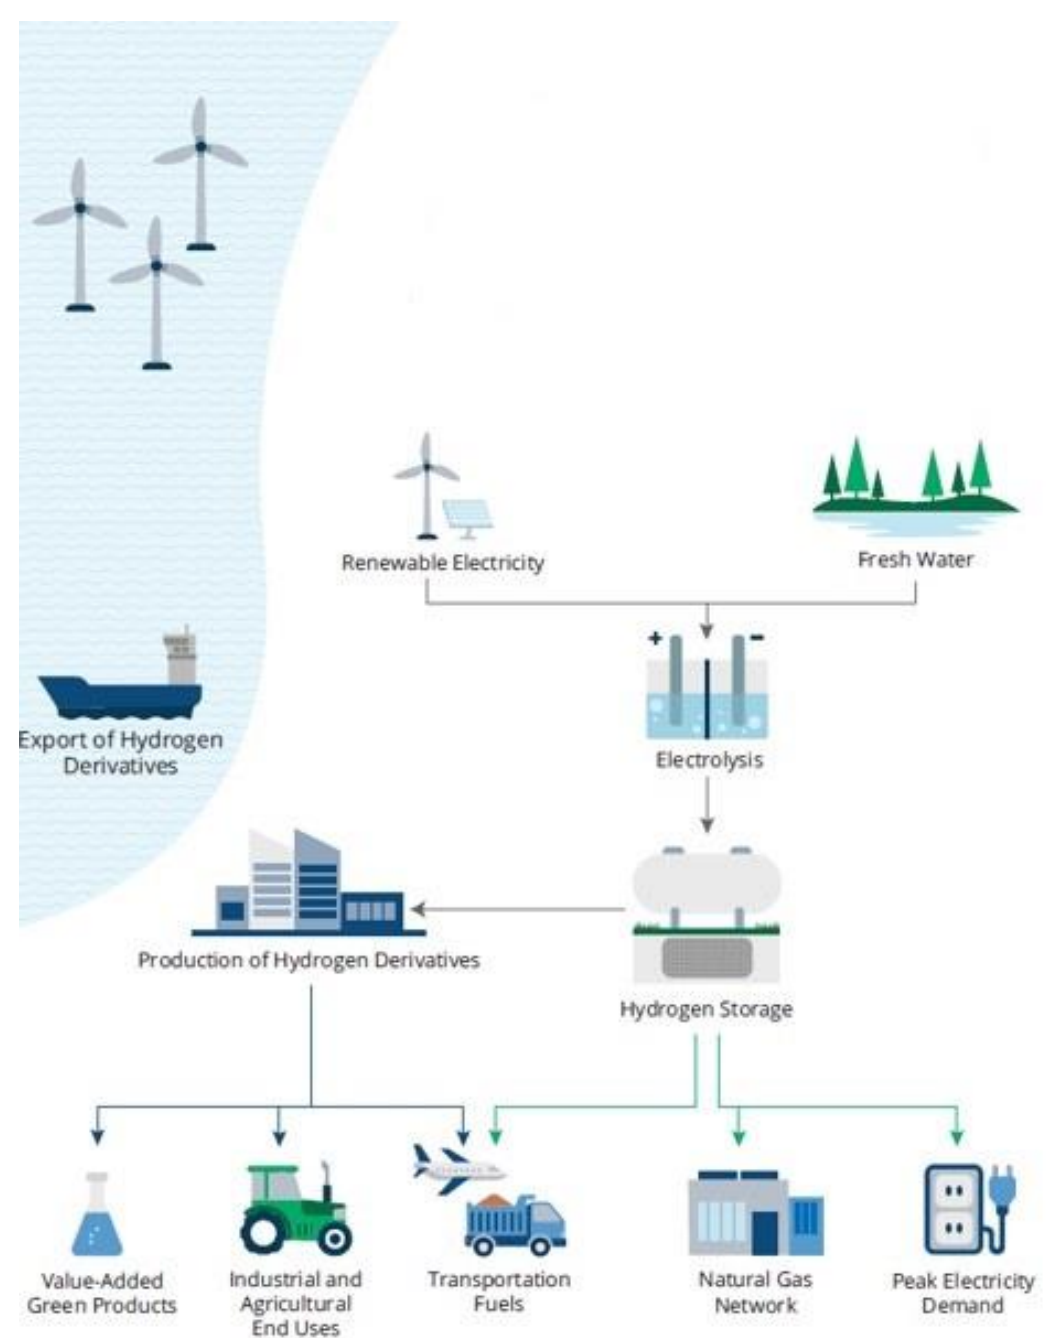 Renewable Electricity
Fresh Water
+ −
Electrolysis
Export of Hydrogen
Derivatives
Production of Hydrogen Derivatives
Hydrogen Storage
Value-Added
Green Products
Industrial and
Agricultural
End Uses
Transportation
Fuels
Natural Gas
Network
Peak Electricity
Demand